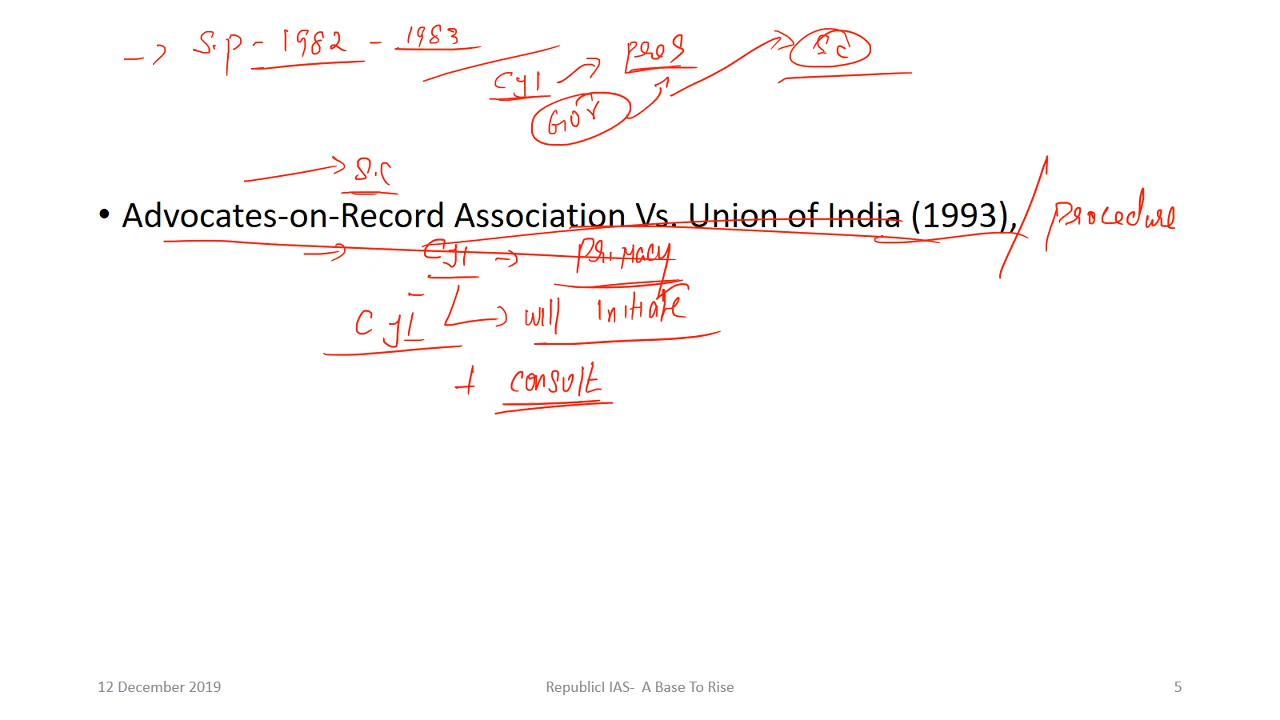 → S.P - 1982 - 1983
CJI → Pres → SC
Gov
→ S.C
• Advocates-on-Record Association Vs. Union of India (1993), Procedure
→ CJI → Primacy
CJI → will Initiate
+ consult
12 December 2019 RepublicI IAS- A Base To Rise 5